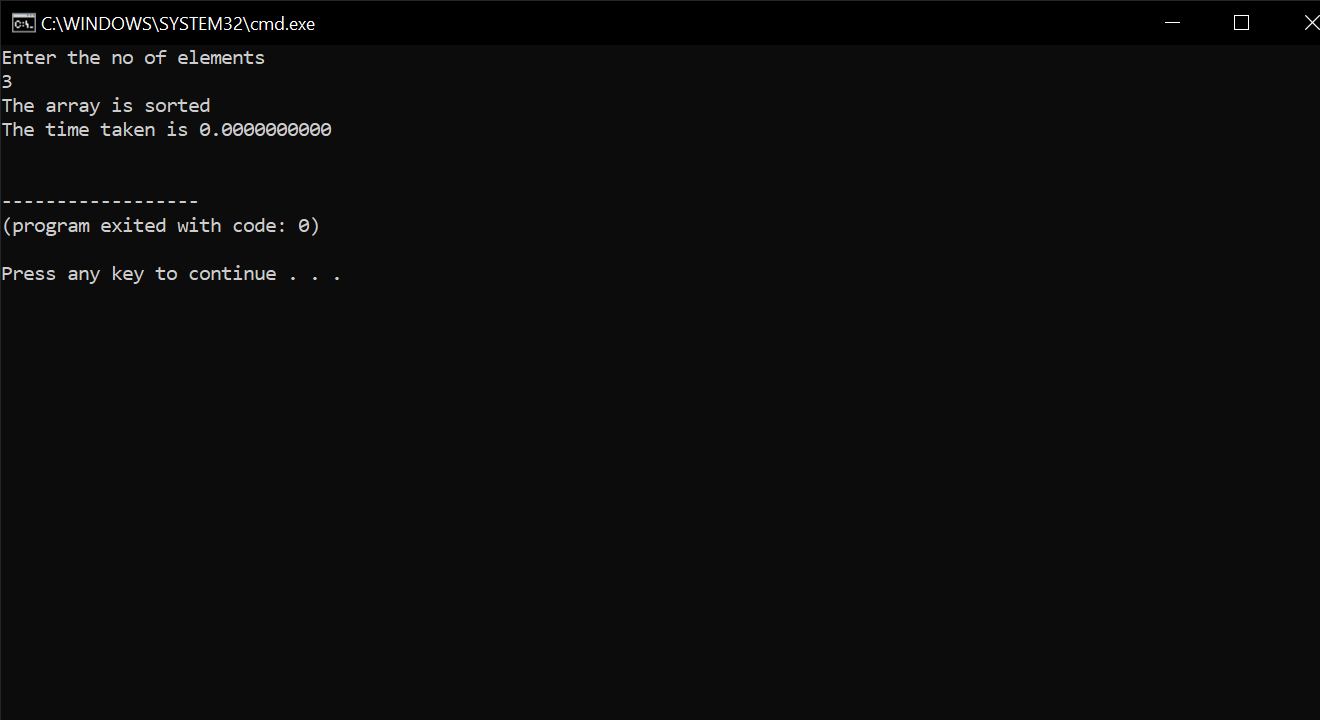 C:\WINDOWS\SYSTEM32\cmd.exe
Enter the no of elements
3
The array is sorted
The time taken is 0.0000000000
------------------
(program exited with code: 0)
Press any key to continue . . .